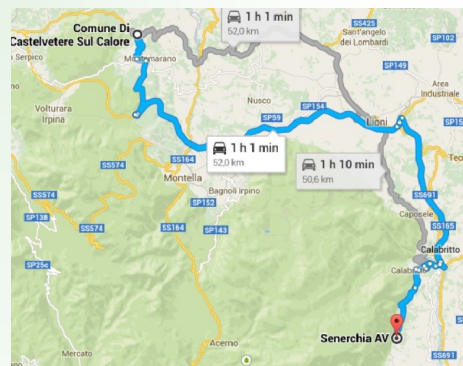 1 h 1 min
52,0 km
SS425
Sant'angelo
dei Lombardi
SP102
Comune Di
Castelvetere Sul Calore
Montemarano
SP149
Area
Industriale
Volturara
Irpina
Nusco
SP154
SP59
Lioni
1 h 1 min
52,0 km
1 h 10 min
50,6 km
SS574
SS164
Montella
Bagnoli Irpino
SP152
SS691
SS574
SP138
SS164
SP143
SS574
Caposele
SS165
Calabritto
SP25c
Senerchia AV
SS691
Acerno
Mercato